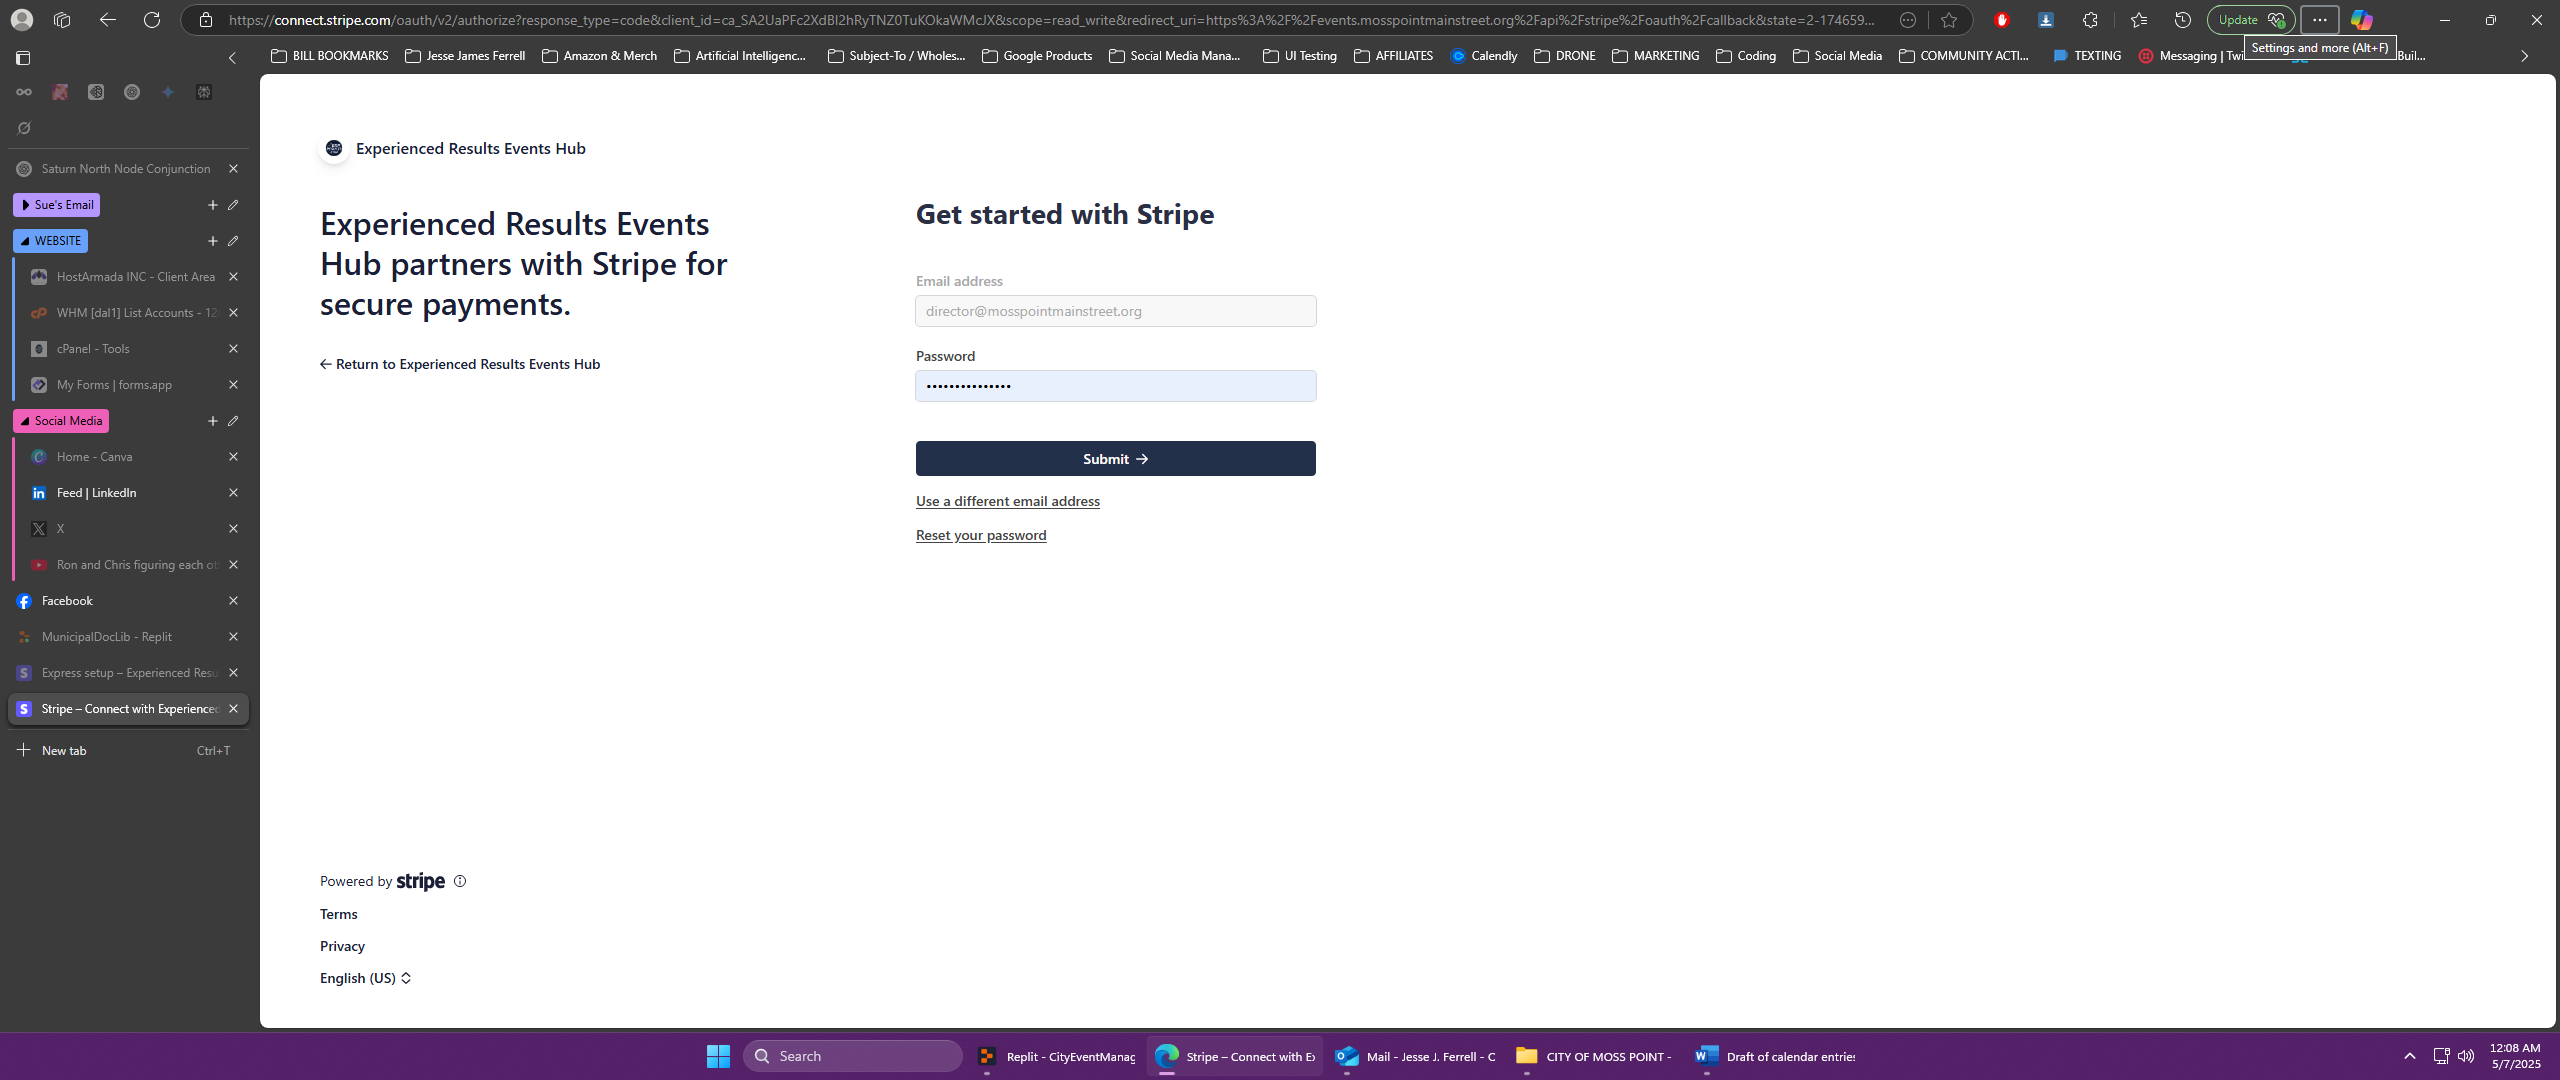 https://connect.stripe.com/oauth/v2/authorize?response_type=code&client_id=ca_SA2UaPFc2XdBI2hRyTNZ0TuKOkaWMcJX&scope=read_write&redirect_uri=https%3A%2F%2Fevents.mosspointmainstreet.org%2Fapi%2Fstripe%2Foauth%2Fcallback&state=2-174659...
Update
Settings and more (Alt+F)
BILL BOOKMARKS
Jesse James Ferrell
Amazon & Merch
Artificial Intelligenc...
Subject-To / Wholes...
Google Products
Social Media Mana...
UI Testing
AFFILIATES
Calendly
DRONE
MARKETING
Coding
Social Media
COMMUNITY ACTI...
TEXTING
Messaging | Twi
Buil...
Saturn North Node Conjunction
Sue's Email
WEBSITE
HostArmada INC - Client Area
WHM [dal1] List Accounts - 12
cPanel - Tools
My Forms | forms.app
Social Media
Home - Canva
Feed | LinkedIn
X
Ron and Chris figuring each ot
Facebook
MunicipalDocLib - Replit
Express setup – Experienced Resu
Stripe – Connect with Experienced
New tab
Ctrl+T
Experienced Results Events Hub
Experienced Results Events
Hub partners with Stripe for
secure payments.
← Return to Experienced Results Events Hub
Get started with Stripe
Email address
director@mosspointmainstreet.org
Password
•••••••••••••••
Submit →
Use a different email address
Reset your password
Powered by stripe
Terms
Privacy
English (US)
Search
Replit - CityEventManag
Stripe – Connect with Ex
Mail - Jesse J. Ferrell - C
CITY OF MOSS POINT -
Draft of calendar entries
12:08 AM
5/7/2025